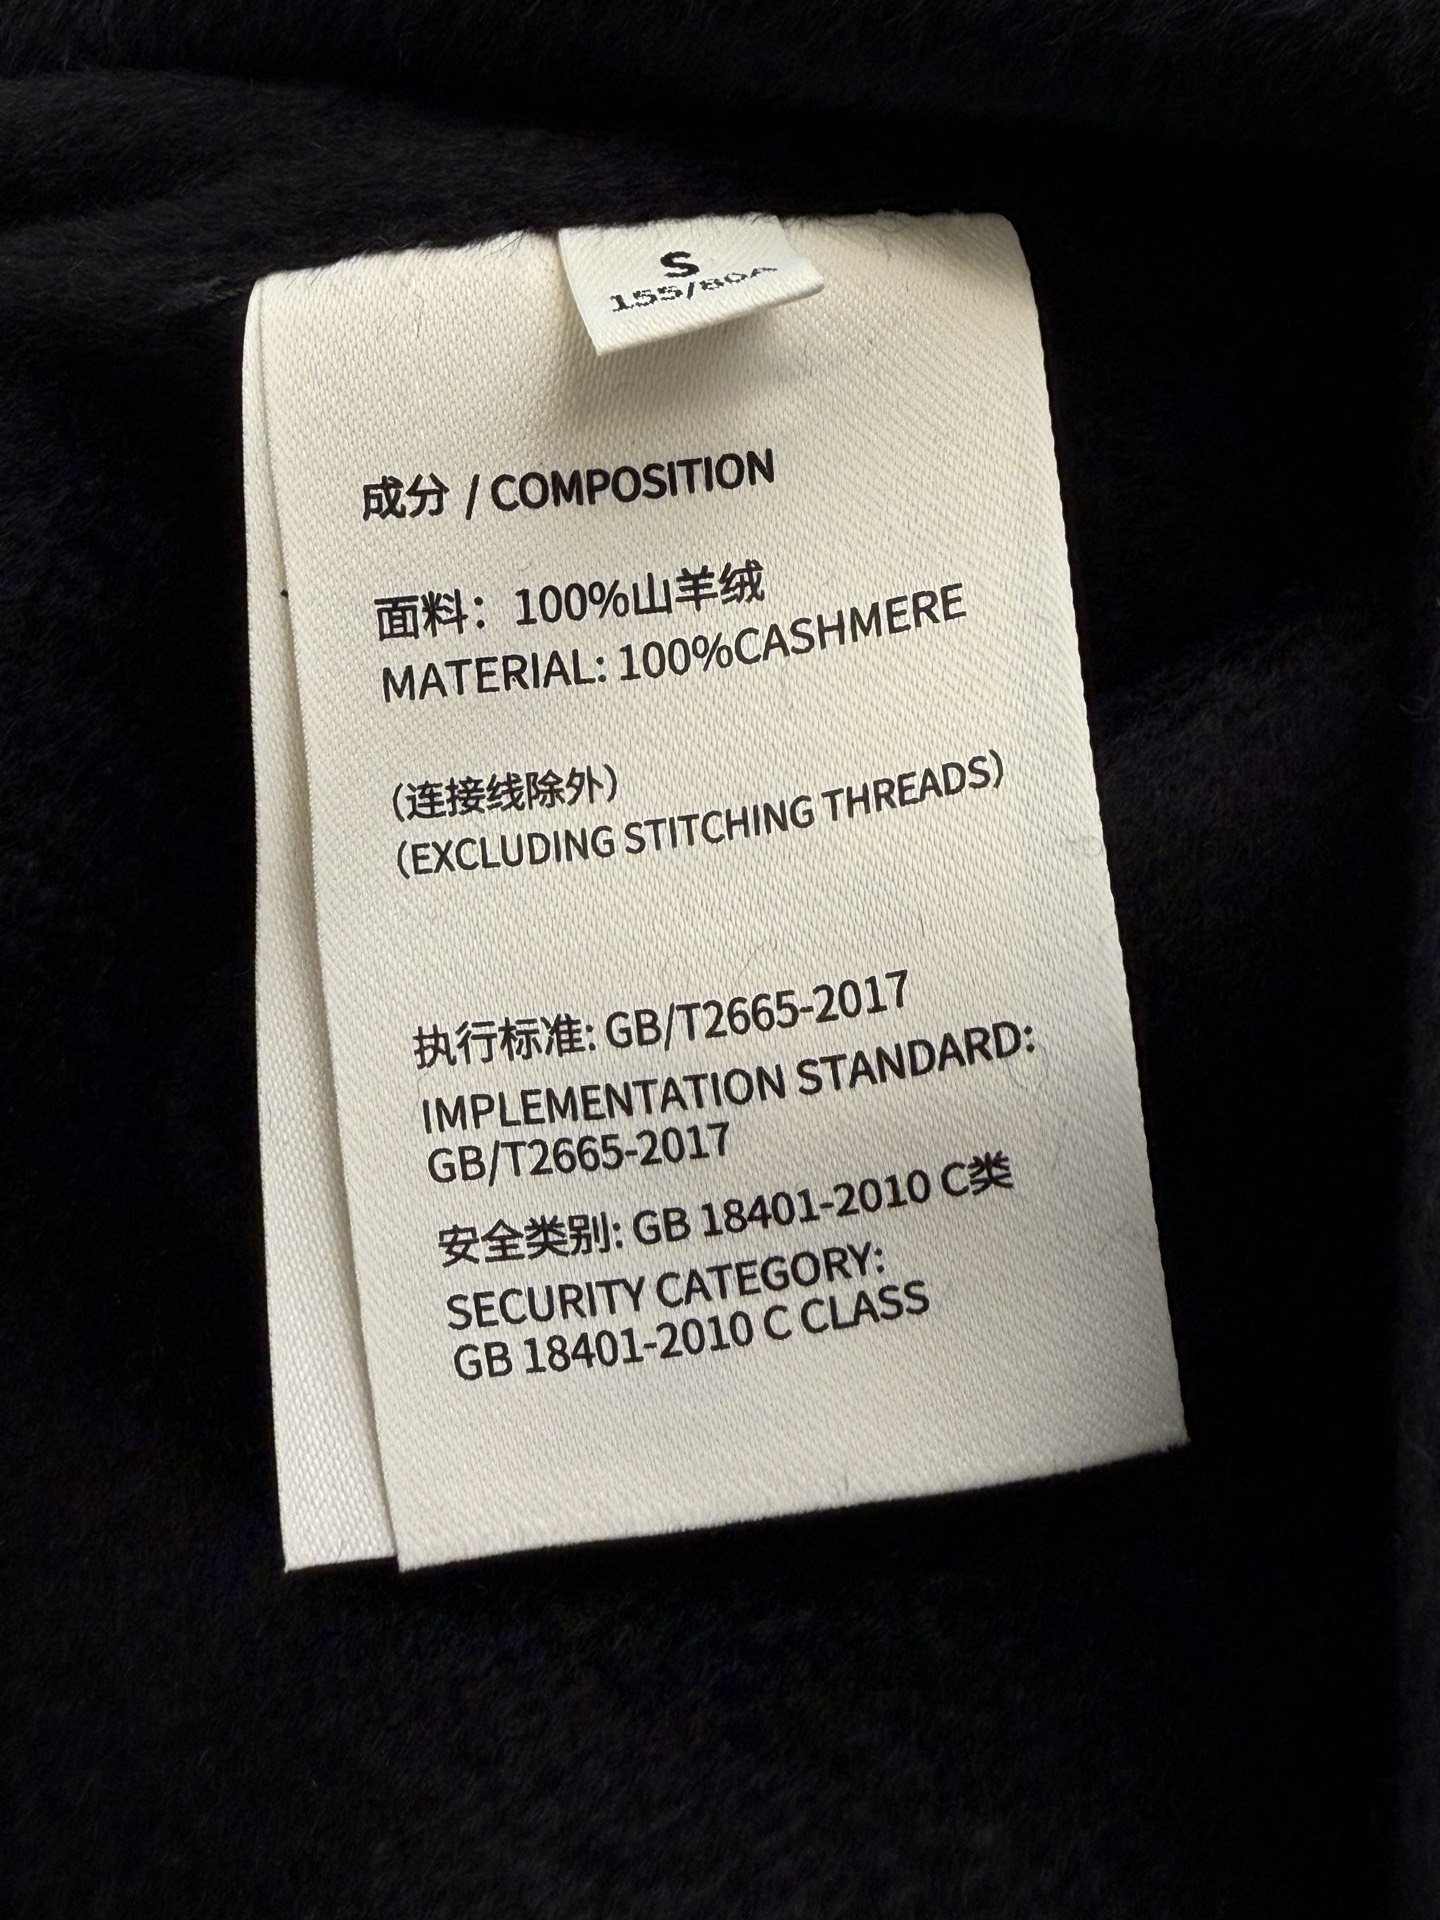 S
155/80A
成分 / COMPOSITION
面料：100%山羊绒
MATERIAL: 100%CASHMERE
（连接线除外）
（EXCLUDING STITCHING THREADS）
执行标准: GB/T2665-2017
IMPLEMENTATION STANDARD:
GB/T2665-2017
安全类别: GB 18401-2010 C类
SECURITY CATEGORY:
GB 18401-2010 C CLASS